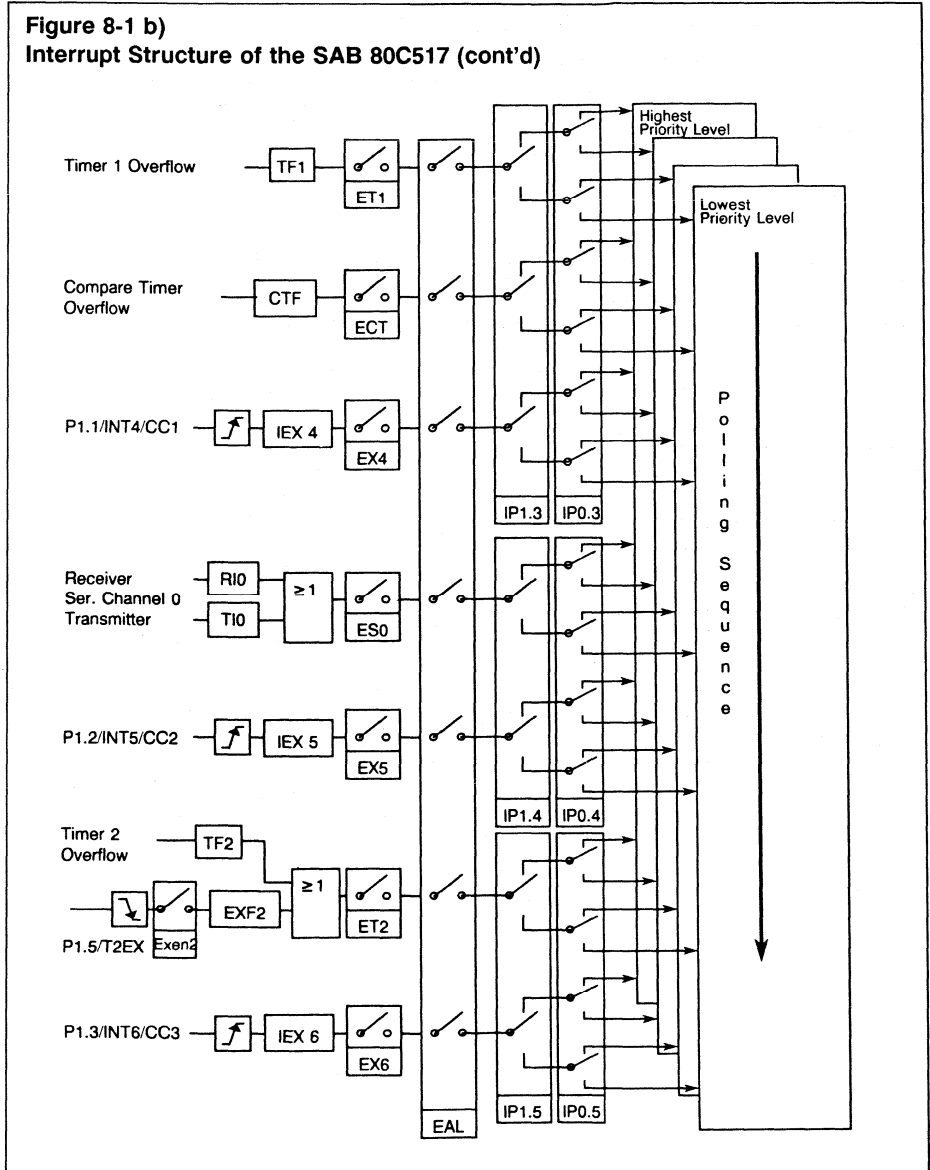 Figure 8-1 b)
Interrupt Structure of the SAB 80C517 (cont'd)
Highest
Priority Level
Lowest
Priority Level
Timer 1 Overflow
TF1
ET1
Compare Timer
Overflow
CTF
ECT
P1.1/INT4/CC1
IEX 4
EX4
IP1.3
IP0.3
Receiver
Ser. Channel 0
Transmitter
RI0
TI0
≥1
ES0
P1.2/INT5/CC2
IEX 5
EX5
IP1.4
IP0.4
Timer 2
Overflow
TF2
≥1
EXF2
ET2
P1.5/T2EX
Exen2
P1.3/INT6/CC3
IEX 6
EX6
IP1.5
IP0.5
EAL
Polling Sequence